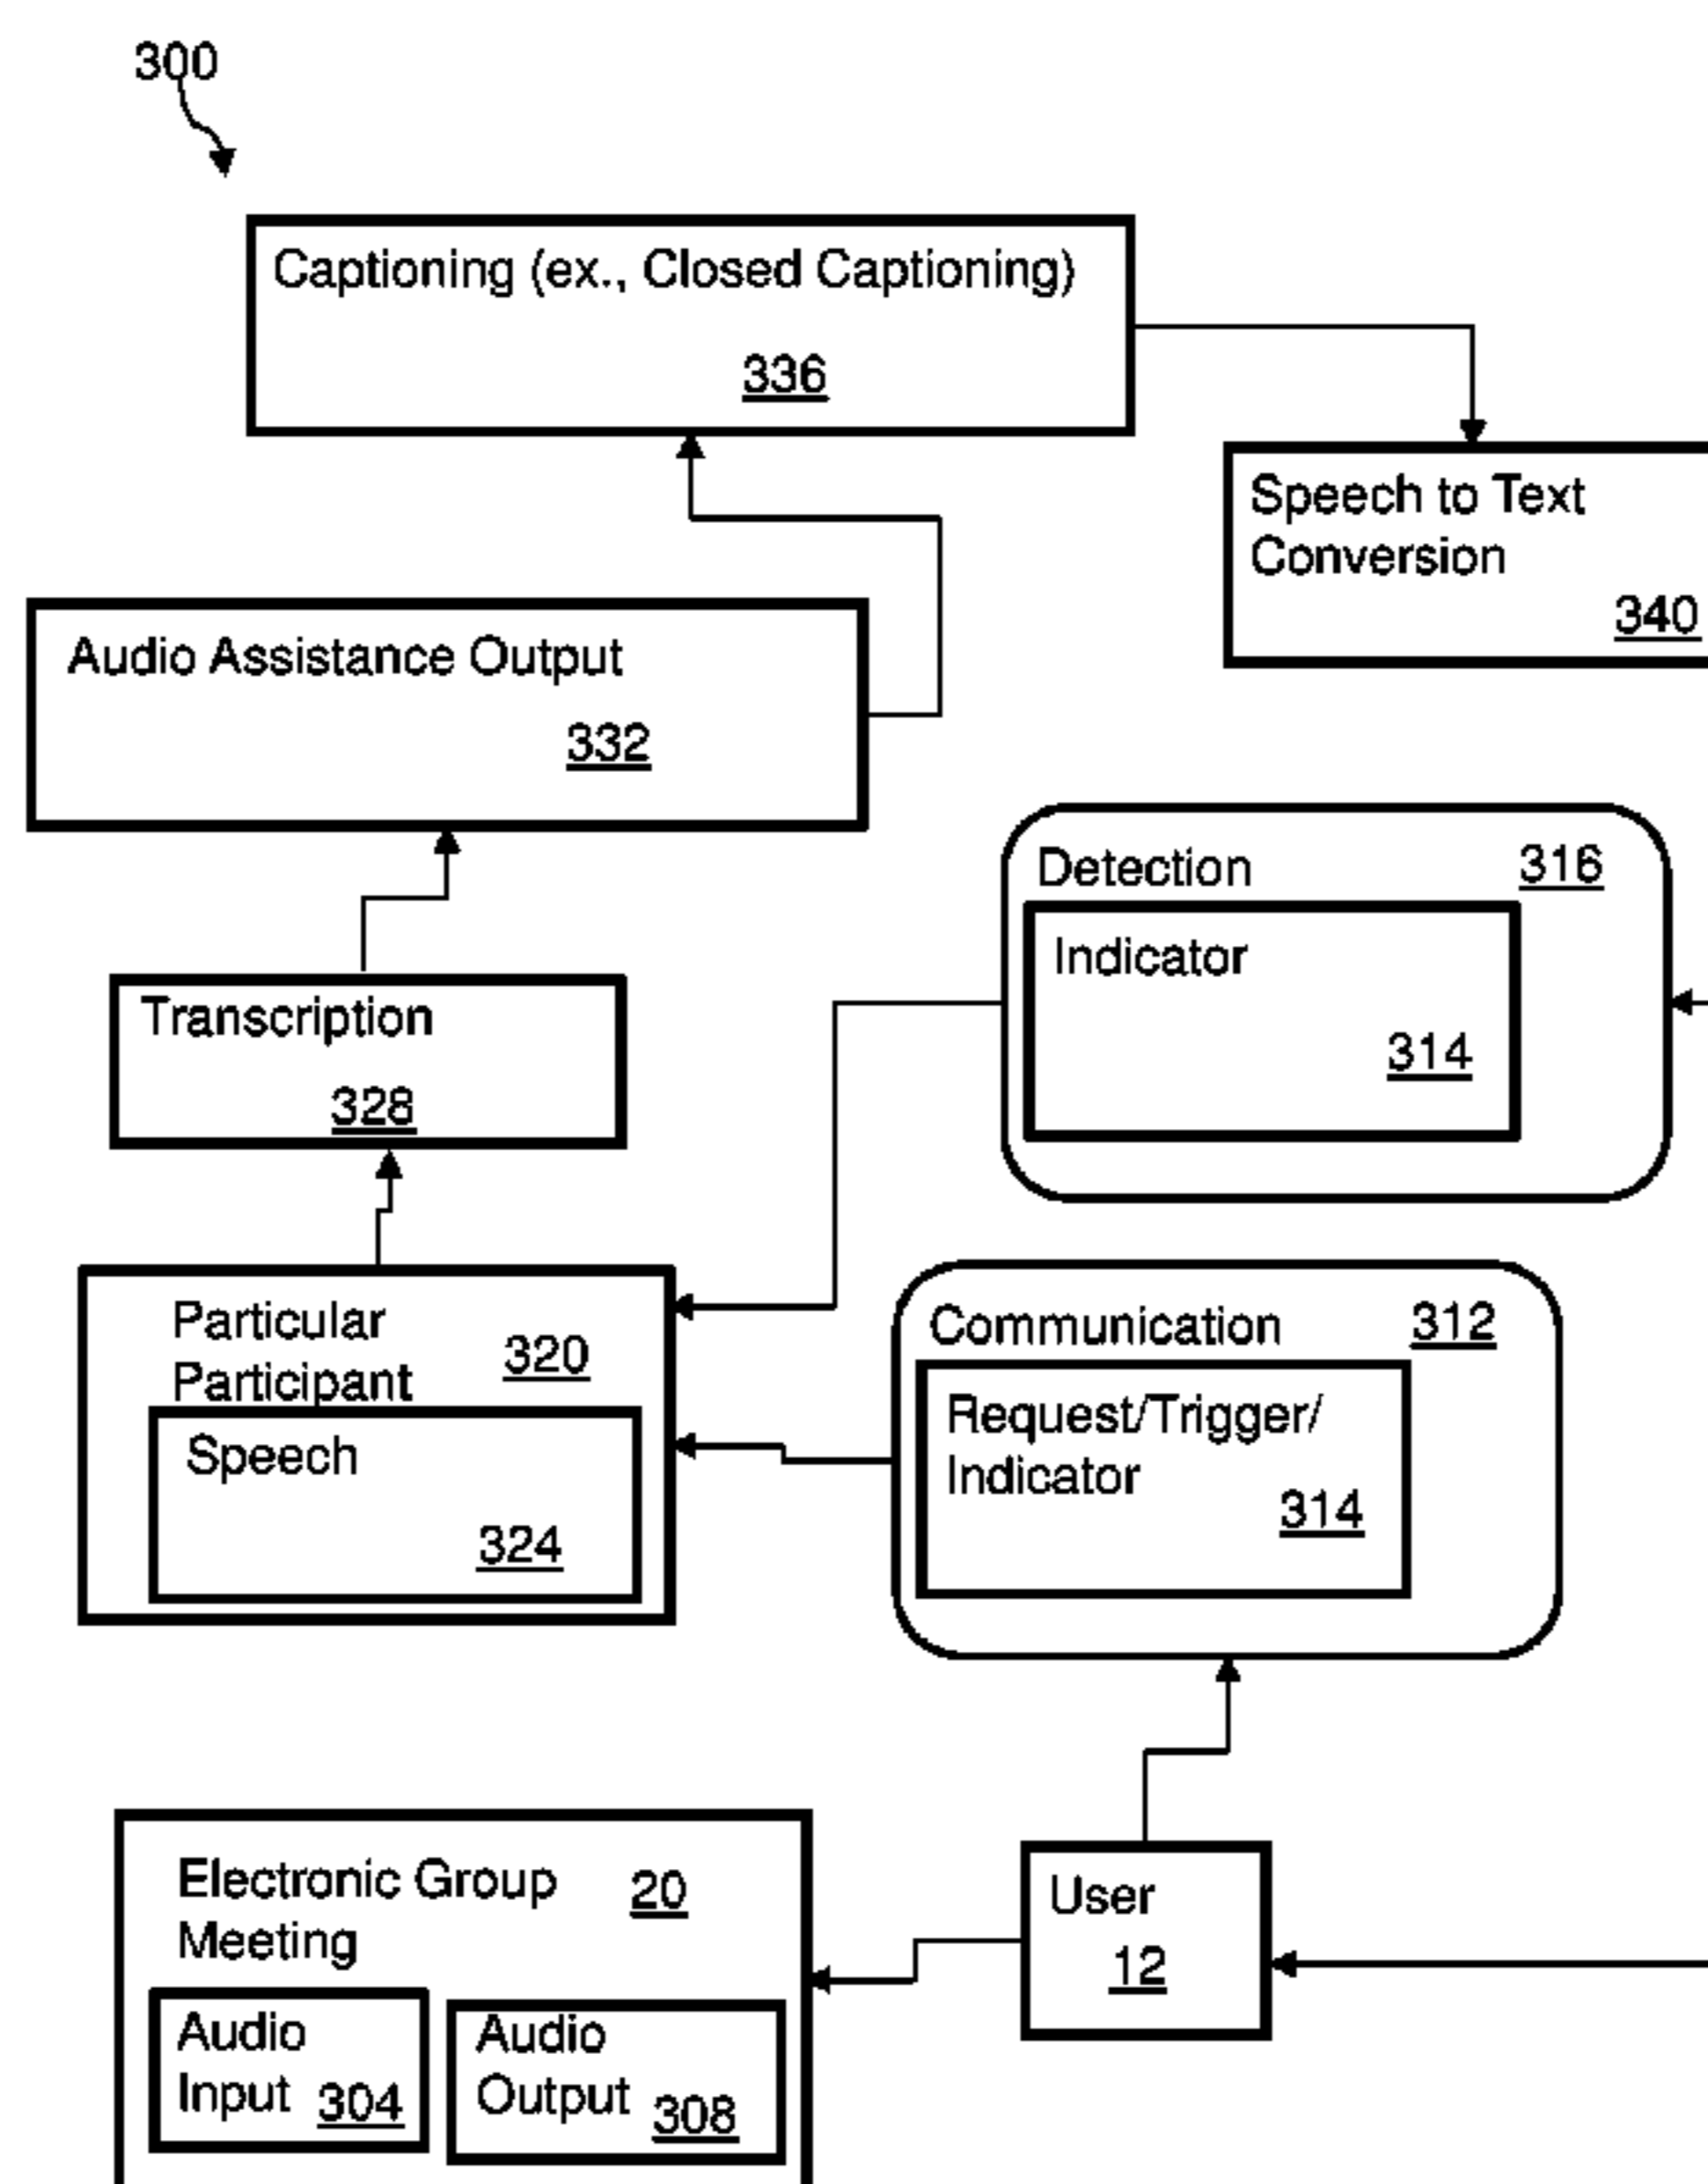 300
Captioning (ex., Closed Captioning)
336
Speech to Text
Conversion
340
Audio Assistance Output
332
Detection 316
Indicator
314
Transcription
328
Particular
Participant
320
Speech
324
Communication 312
Request/Trigger/
Indicator
314
Electronic Group
Meeting
20
Audio
Input 304
Audio
Output 308
User
12